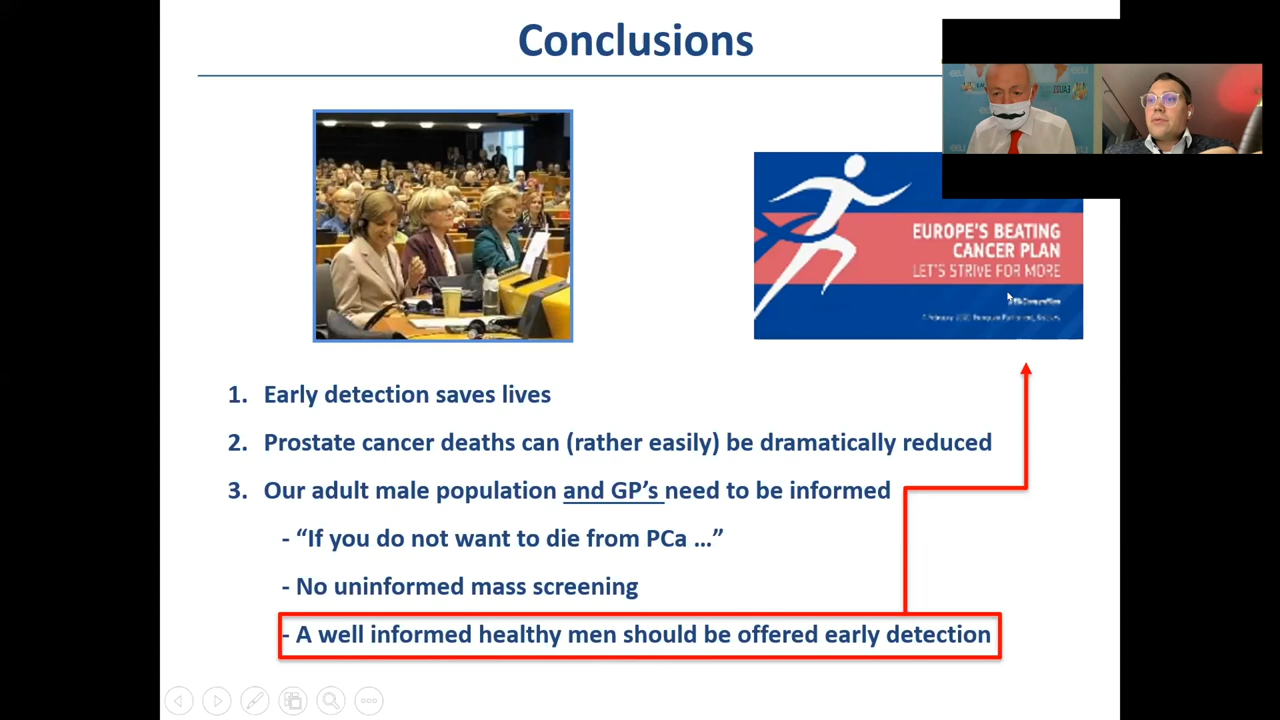 Conclusions
EUROPE'S BEATING
CANCER PLAN
LET'S STRIVE FOR MORE
1. Early detection saves lives
2. Prostate cancer deaths can (rather easily) be dramatically reduced
3. Our adult male population and GP's need to be informed
- “If you do not want to die from PCa ...”
- No uninformed mass screening
- A well informed healthy men should be offered early detection